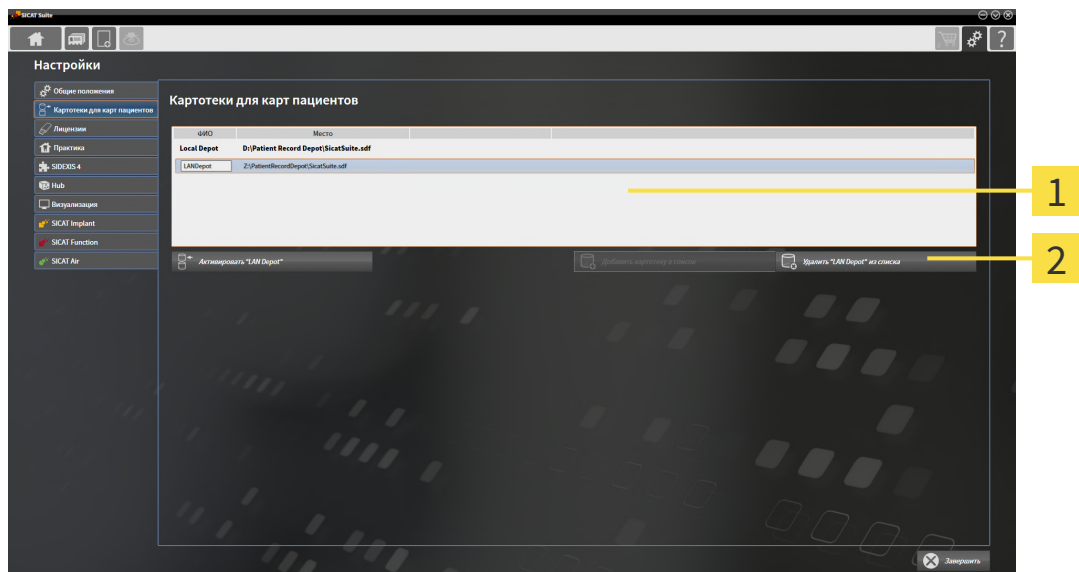 SICAT Suite
?
Настройки
Общие положения
Картотеки для карт пациентов
Лицензии
Практика
SIDEXIS 4
Hub
Визуализация
SICAT Implant
SICAT Function
SICAT Air
Картотеки для карт пациентов
ФИО Место
Local Depot D:\Patient Record Depot\SicatSuite.sdf
LANDepot Z:\PatientRecordDepot\SicatSuite.sdf
Активировать "LAN Depot"
Добавить картотеку в список
Удалить "LAN Depot" из списка
Завершить
1
2